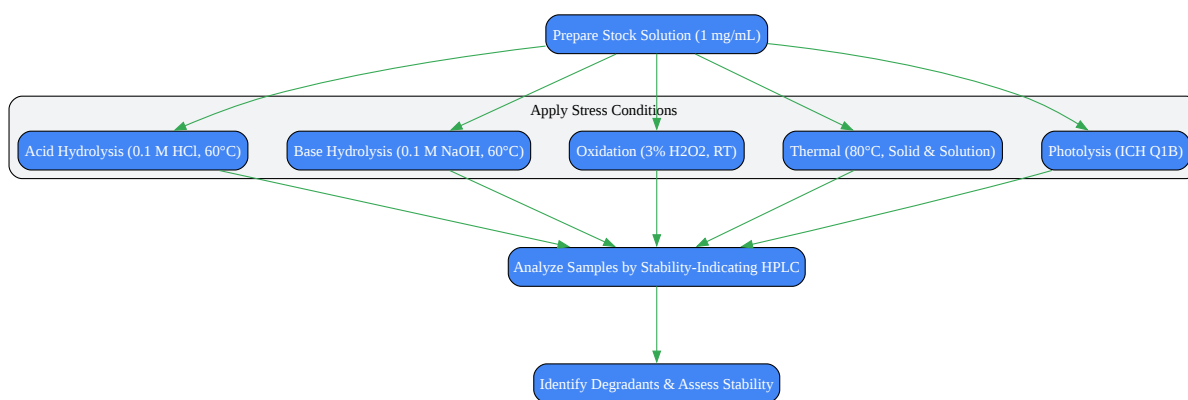 Prepare Stock Solution (1 mg/mL)
Apply Stress Conditions
Acid Hydrolysis (0.1 M HCl, 60°C)
Base Hydrolysis (0.1 M NaOH, 60°C)
Oxidation (3% H2O2, RT)
Thermal (80°C, Solid & Solution)
Photolysis (ICH Q1B)
Analyze Samples by Stability-Indicating HPLC
Identify Degradants & Assess Stability